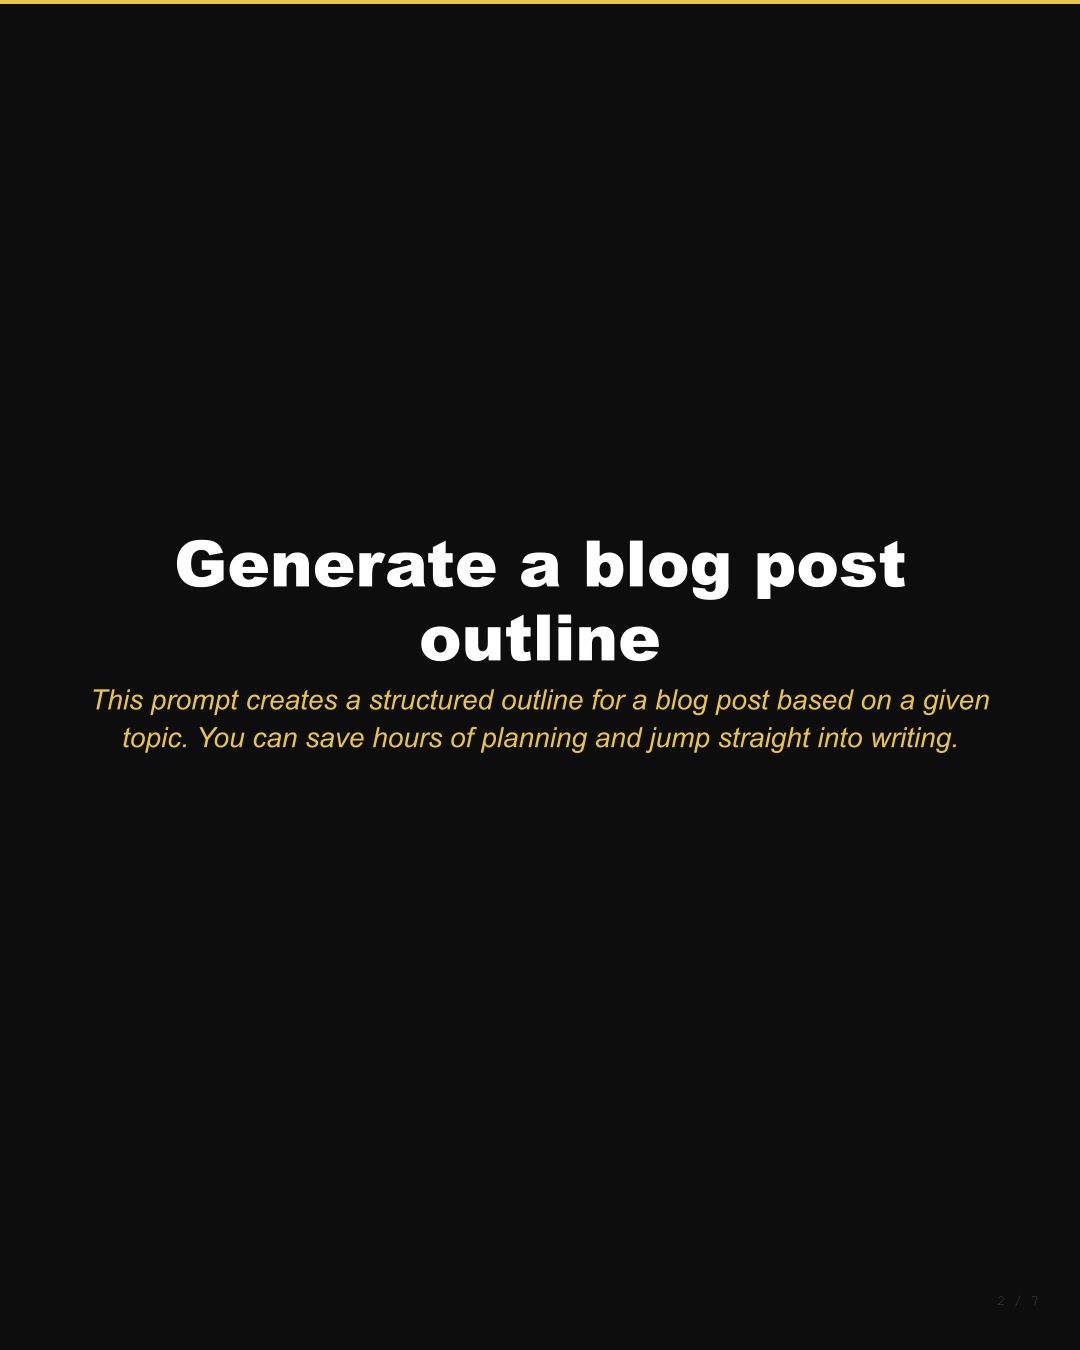 Generate a blog post
outline
This prompt creates a structured outline for a blog post based on a given
topic. You can save hours of planning and jump straight into writing.
2 / 7